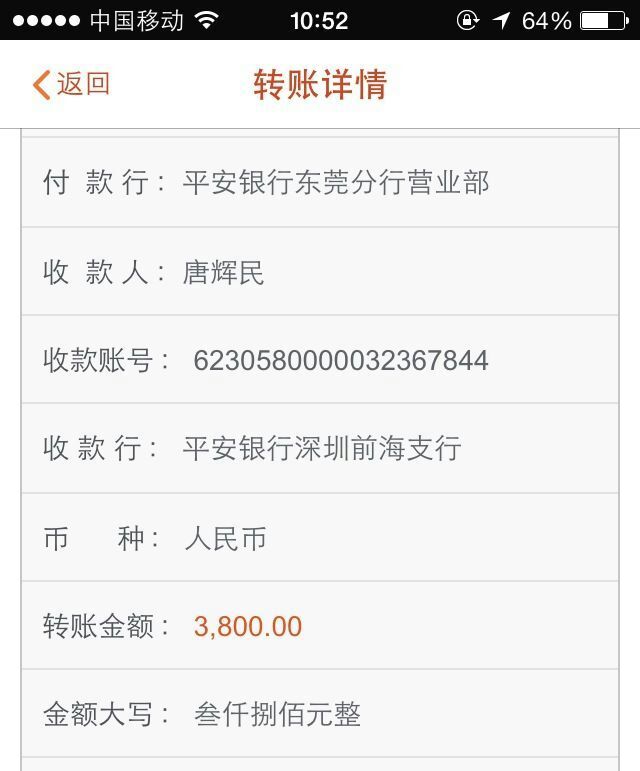 中国移动 10:52 64%
返回 转账详情
付 款 行： 平安银行东莞分行营业部
收 款 人： 唐辉民
收款账号： 6230580000032367844
收 款 行： 平安银行深圳前海支行
币 种： 人民币
转账金额： 3,800.00
金额大写： 叁仟捌佰元整